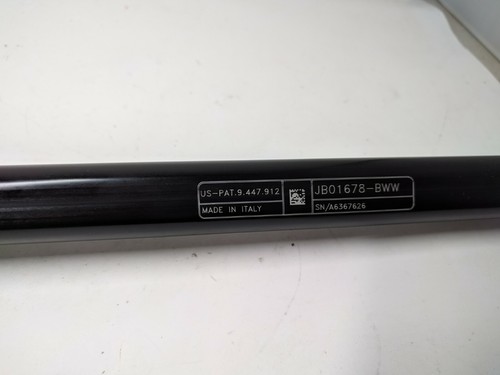 US-PAT.9.447.912
MADE IN ITALY
JB01678-BWW
SN/A6367626